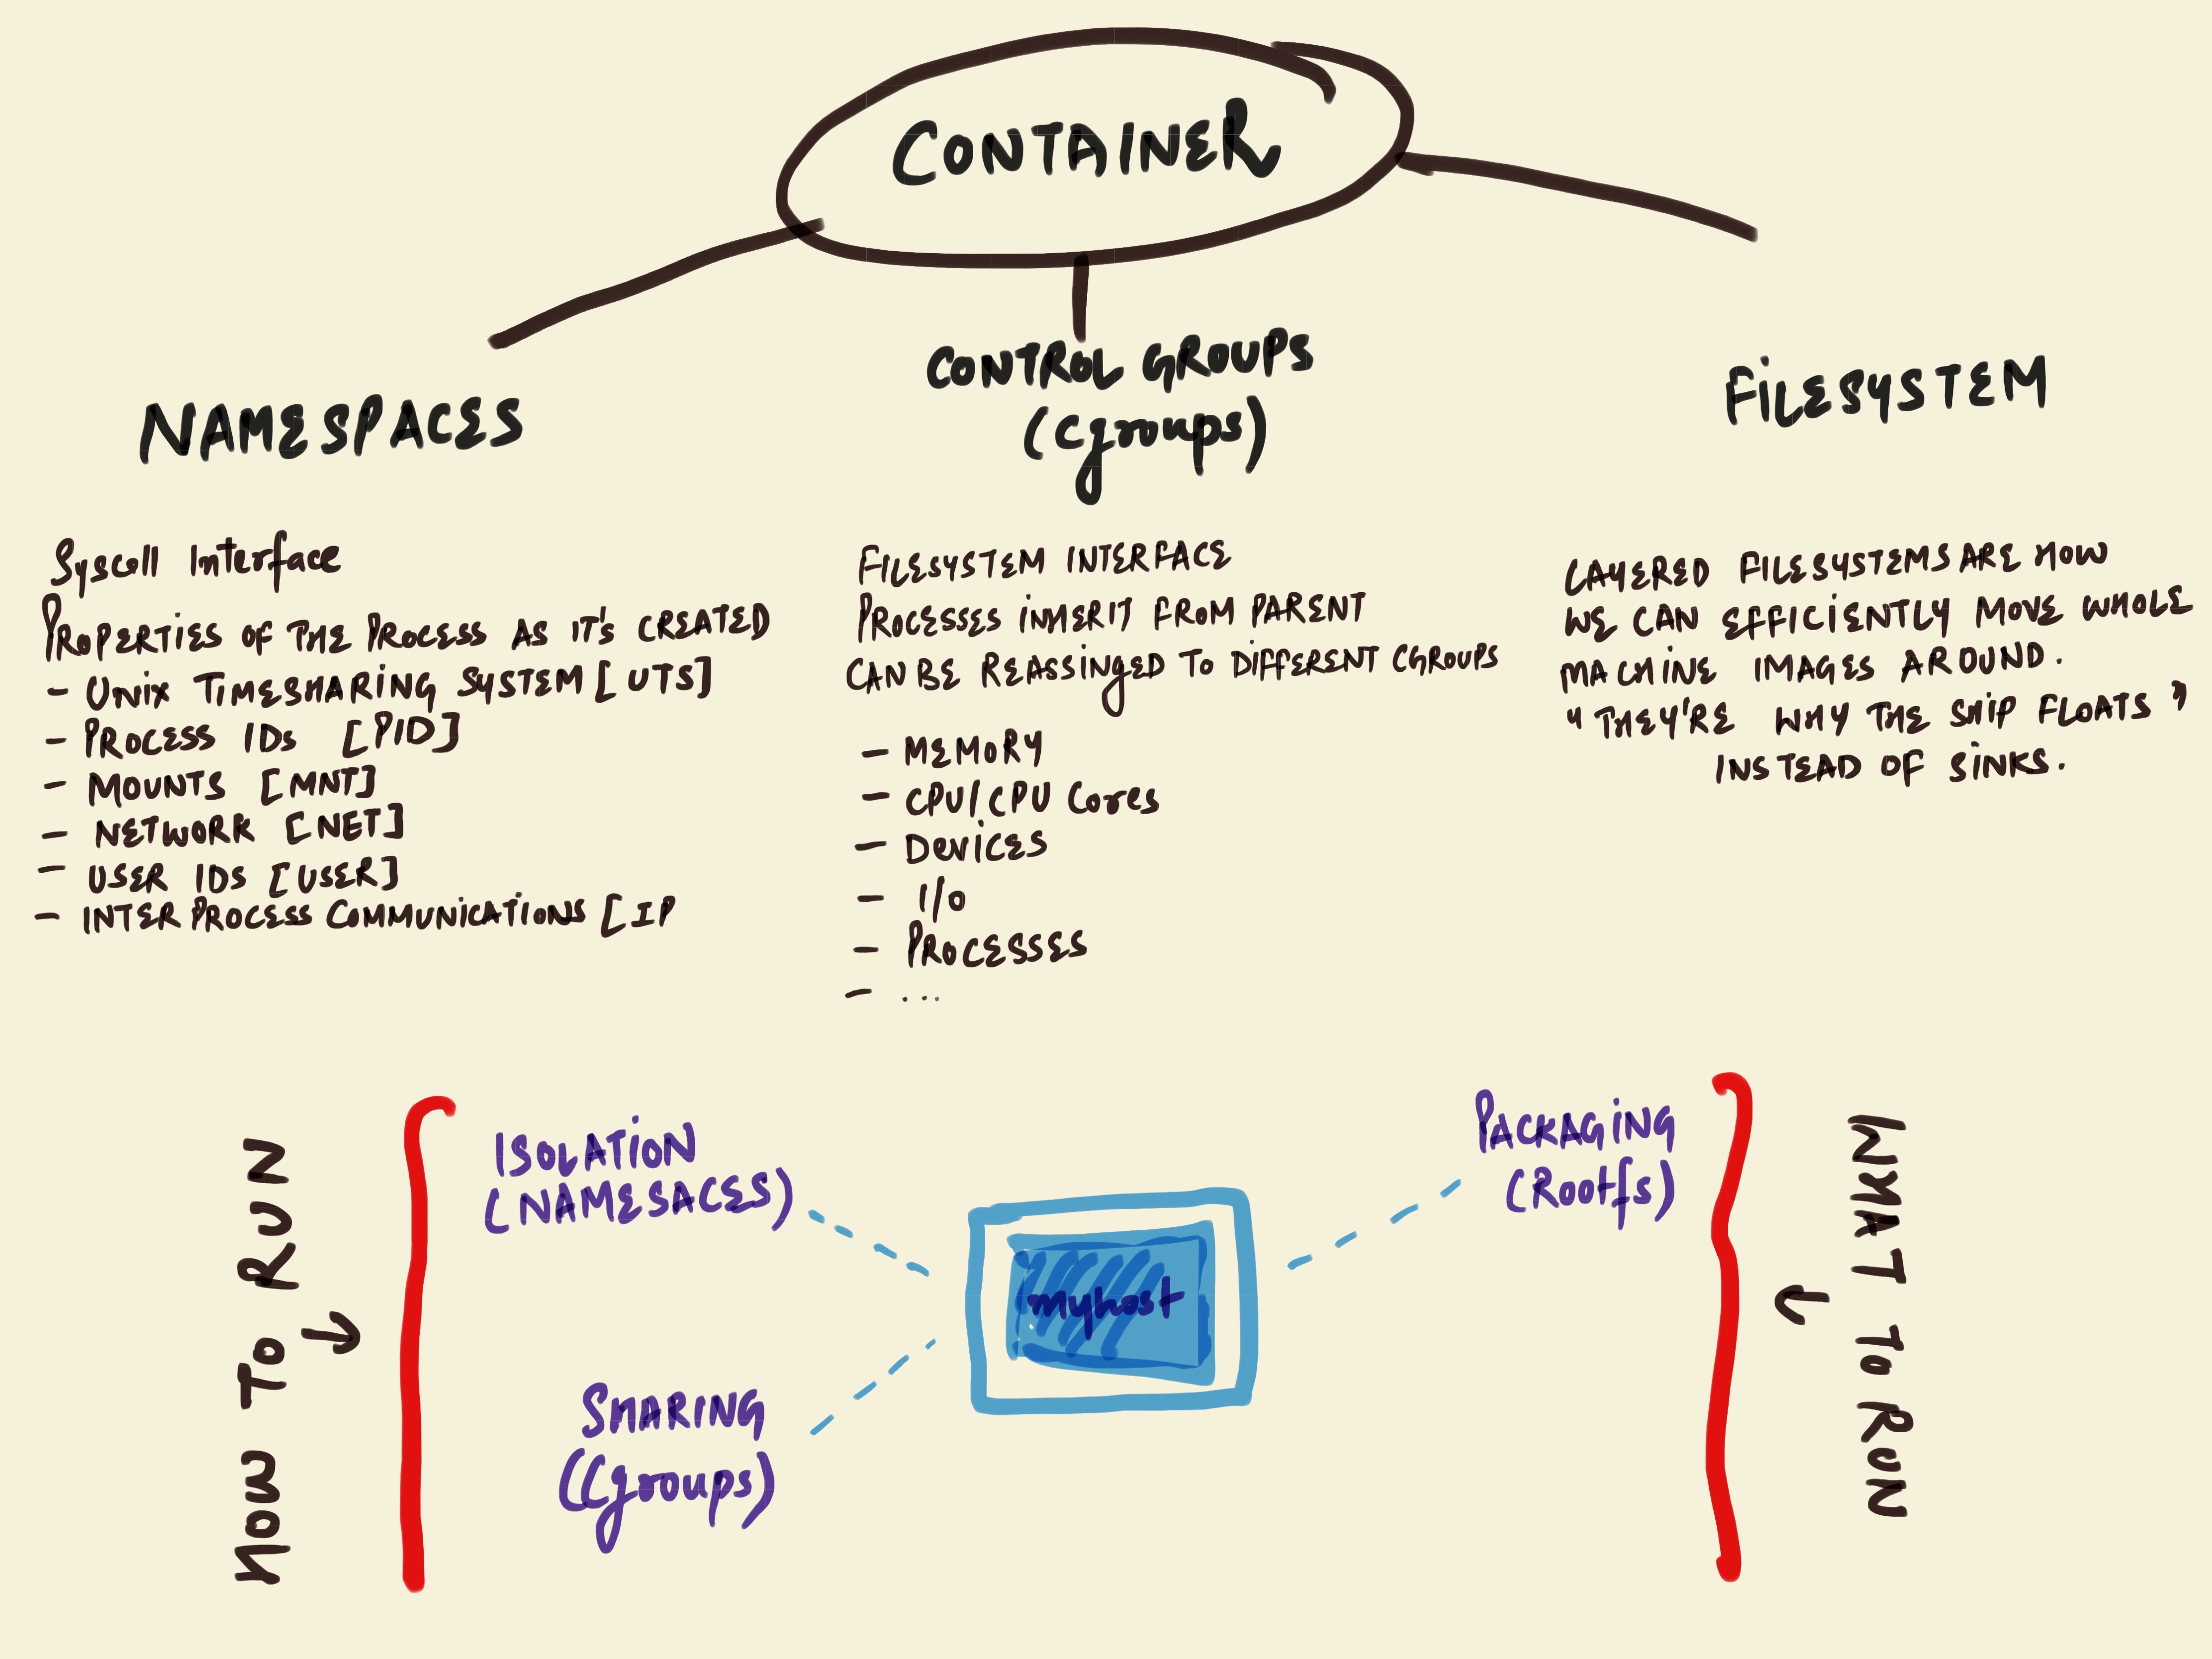 CONTAINER
NAMESPACES
Syscall Interface
PROPERTIES OF THE PROCESS AS IT'S CREATED
- UNIX TIMESHARING SYSTEM [UTS]
- PROCESS IDs [PID]
- MOUNTS [MNT]
- NETWORK [NET]
- USER IDS [USER]
- INTER PROCESS COMMUNICATIONS [IP
CONTROL GROUPS
(Cgroups)
FILESYSTEM INTERFACE
PROCESSES INHERIT FROM PARENT
CAN BE REASSINGED TO DIFFERENT CGROUPS
- MEMORY
- CPU/CPU Cores
- DEVICES
- I/O
- PROCESSES
- ...
FILESYSTEM
LAYERED FILESYSTEMS ARE HOW
WE CAN EFFICIENTLY MOVE WHOLE
MACHINE IMAGES AROUND.
"THEY'RE WHY THE SHIP FLOATS"
INSTEAD OF SINKS.
HOW TO RUN
ISOLATION
(NAMESACES)
SHARING
(Cgroups)
myhost
PACKAGING
(Rootfs)
WHAT TO RUN